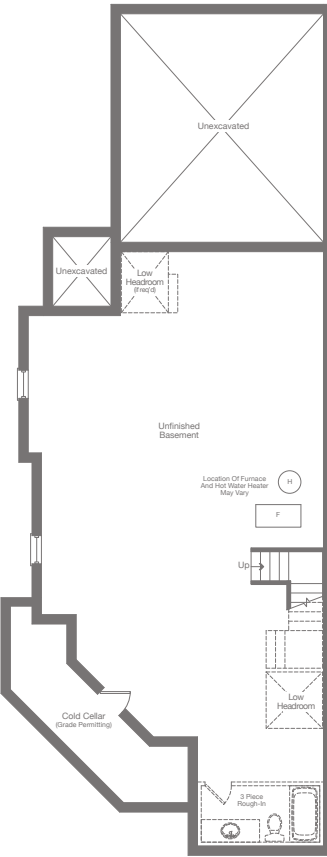 Unexcavated
Unexcavated
Low
Headroom
(if req'd)
Unfinished
Basement
Location Of Furnace
And Hot Water Heater
May Vary
H
F
Up
Low
Headroom
Cold Cellar
(Grade Permitting)
3 Piece
Rough-In